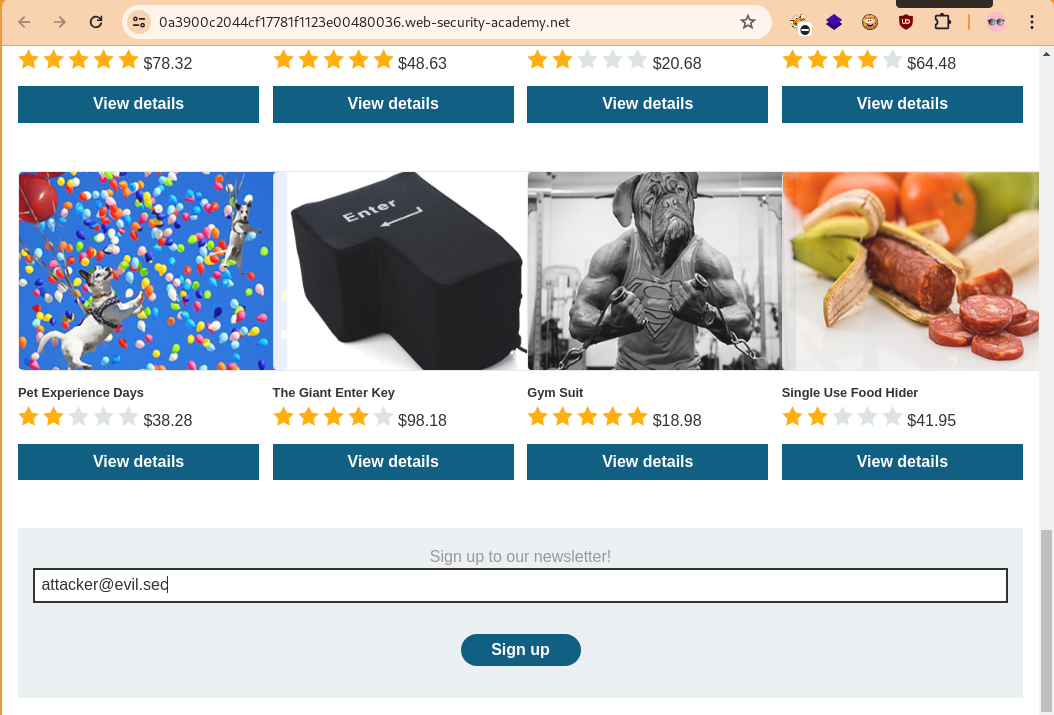 0a3900c2044cf17781f1123e00480036.web-security-academy.net
$78.32 $48.63 $20.68 $64.48
View details View details View details View details
Enter
Pet Experience Days The Giant Enter Key Gym Suit Single Use Food Hider
$38.28 $98.18 $18.98 $41.95
View details View details View details View details
Sign up to our newsletter!
attacker@evil.sec
Sign up